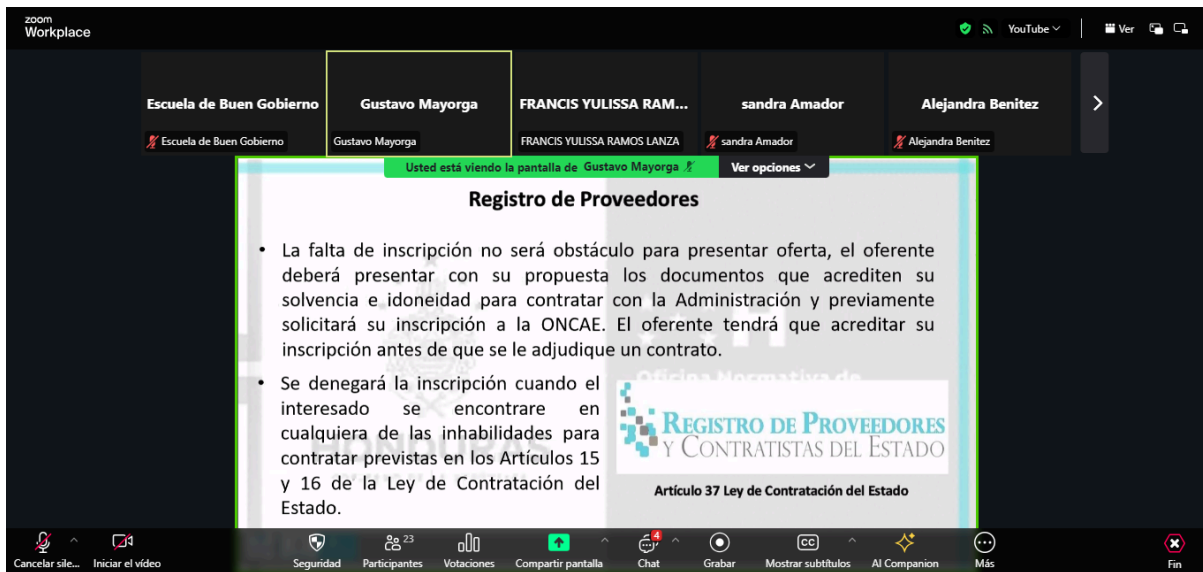 zoom
Workplace
YouTube
Ver
Escuela de Buen Gobierno
Gustavo Mayorga
FRANCIS YULISSA RAM...
sandra Amador
Alejandra Benitez
Escuela de Buen Gobierno
Gustavo Mayorga
FRANCIS YULISSA RAMOS LANZA
sandra Amador
Alejandra Benitez
Usted está viendo la pantalla de Gustavo Mayorga
Ver opciones
Registro de Proveedores
• La falta de inscripción no será obstáculo para presentar oferta, el oferente
deberá presentar con su propuesta los documentos que acrediten su
solvencia e idoneidad para contratar con la Administración y previamente
solicitará su inscripción a la ONCAE. El oferente tendrá que acreditar su
inscripción antes de que se le adjudique un contrato.
• Se denegará la inscripción cuando el
interesado se encontrare en
cualquiera de las inhabilidades para
contratar previstas en los Artículos 15
y 16 de la Ley de Contratación del
Estado.
Oficina Normativa de
HONDURAS
REGISTRO DE PROVEEDORES
Y CONTRATISTAS DEL ESTADO
Artículo 37 Ley de Contratación del Estado
Cancelar sile...
Iniciar el vídeo
Seguridad
23
Participantes
Votaciones
Compartir pantalla
4
Chat
Grabar
CC
Mostrar subtítulos
AI Companion
Más
Fin